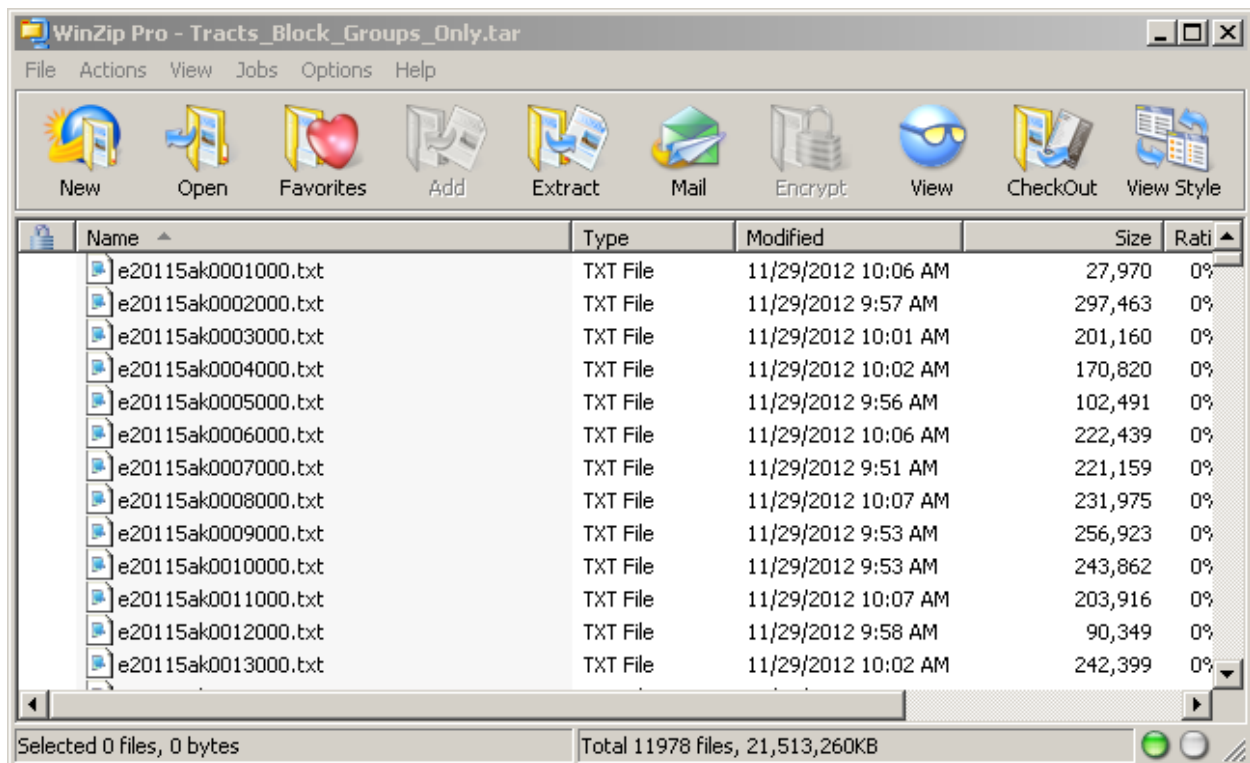 WinZip Pro - Tracts_Block_Groups_Only.tar
File Actions View Jobs Options Help
New Open Favorites Add Extract Mail Encrypt View CheckOut View Style
Name Type Modified Size Rati
e20115ak0001000.txt TXT File 11/29/2012 10:06 AM 27,970 0%
e20115ak0002000.txt TXT File 11/29/2012 9:57 AM 297,463 0%
e20115ak0003000.txt TXT File 11/29/2012 10:01 AM 201,160 0%
e20115ak0004000.txt TXT File 11/29/2012 10:02 AM 170,820 0%
e20115ak0005000.txt TXT File 11/29/2012 9:56 AM 102,491 0%
e20115ak0006000.txt TXT File 11/29/2012 10:06 AM 222,439 0%
e20115ak0007000.txt TXT File 11/29/2012 9:51 AM 221,159 0%
e20115ak0008000.txt TXT File 11/29/2012 10:07 AM 231,975 0%
e20115ak0009000.txt TXT File 11/29/2012 9:53 AM 256,923 0%
e20115ak0010000.txt TXT File 11/29/2012 9:53 AM 243,862 0%
e20115ak0011000.txt TXT File 11/29/2012 10:07 AM 203,916 0%
e20115ak0012000.txt TXT File 11/29/2012 9:58 AM 90,349 0%
e20115ak0013000.txt TXT File 11/29/2012 10:02 AM 242,399 0%
Selected 0 files, 0 bytes Total 11978 files, 21,513,260KB